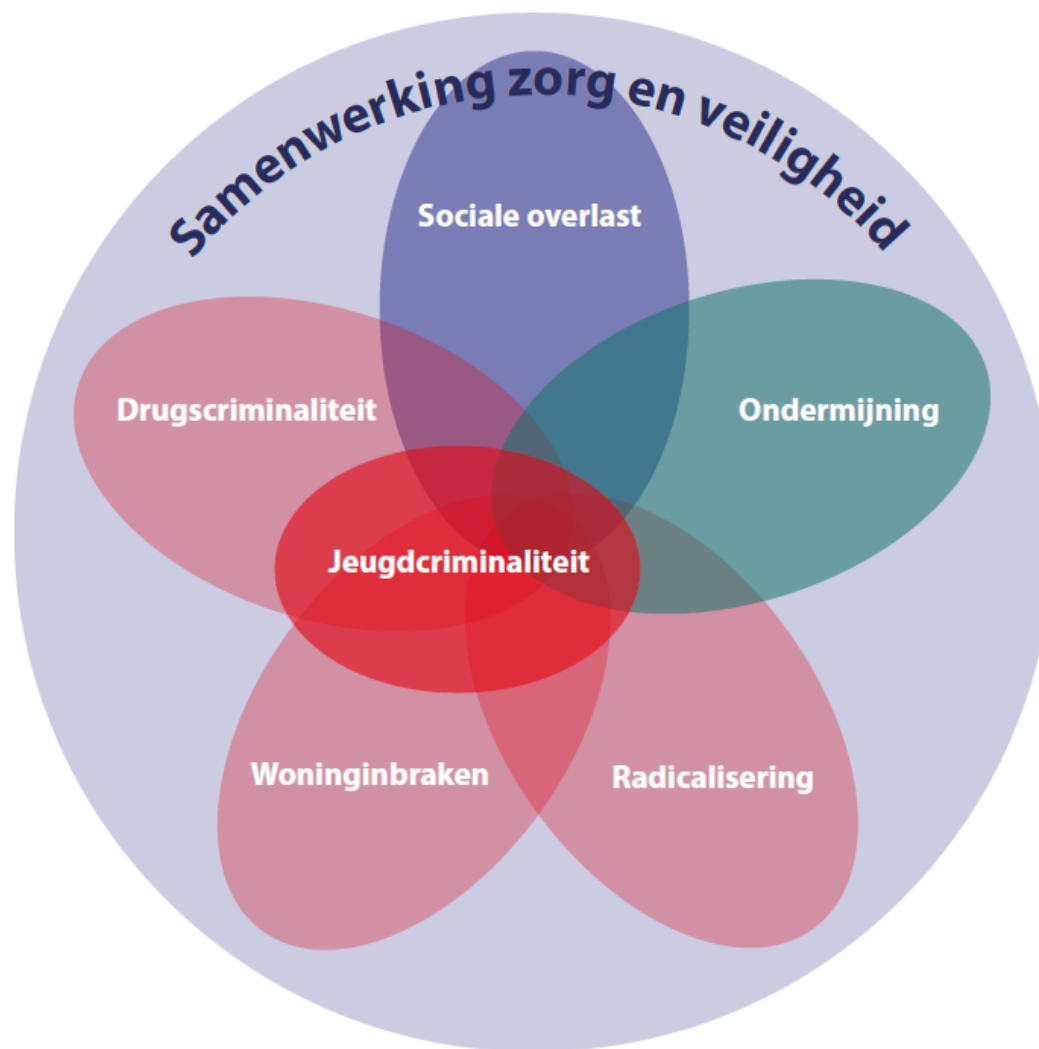 Samenwerking zorg en veiligheid
Sociale overlast
Drugscriminaliteit
Ondermijning
Jeugdcriminaliteit
Woninginbraken
Radicalisering